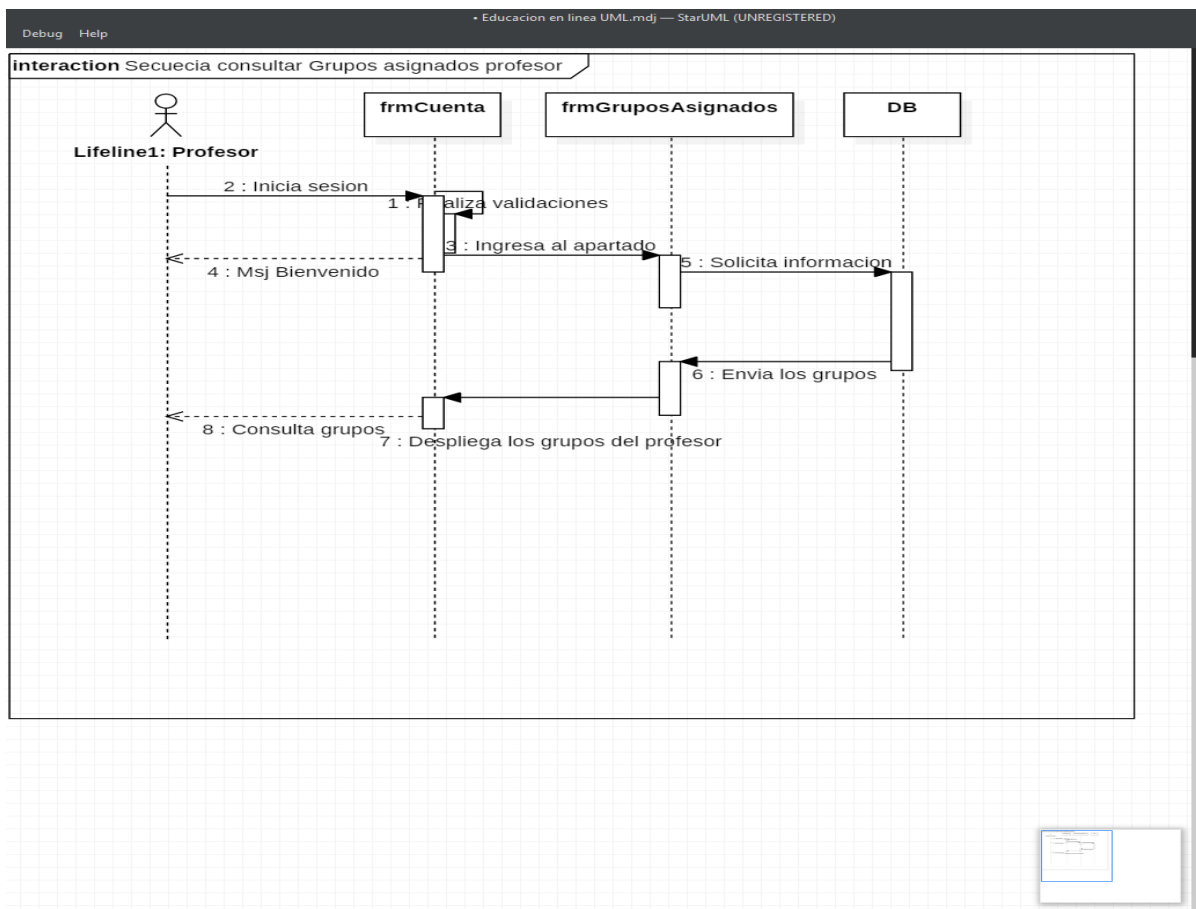 • Educacion en linea UML.mdj — StarUML (UNREGISTERED)
Debug Help
interaction Secuecia consultar Grupos asignados profesor
frmCuenta frmGruposAsignados DB
Lifeline1: Profesor
2 : Inicia sesion
1 : Realiza validaciones
3 : Ingresa al apartado
5 : Solicita informacion
4 : Msj Bienvenido
6 : Envia los grupos
8 : Consulta grupos
7 : Despliega los grupos del profesor